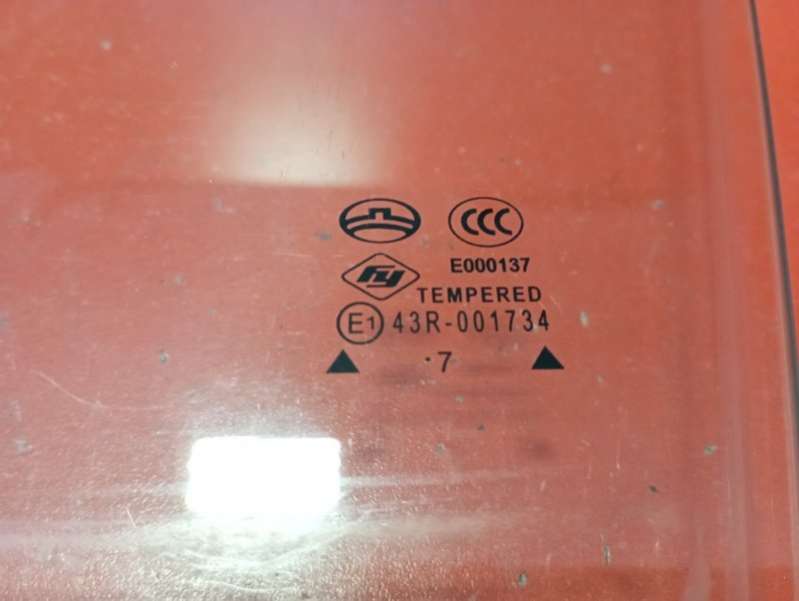 CCC
FY E000137
TEMPERED
E1 43R-001734
·7